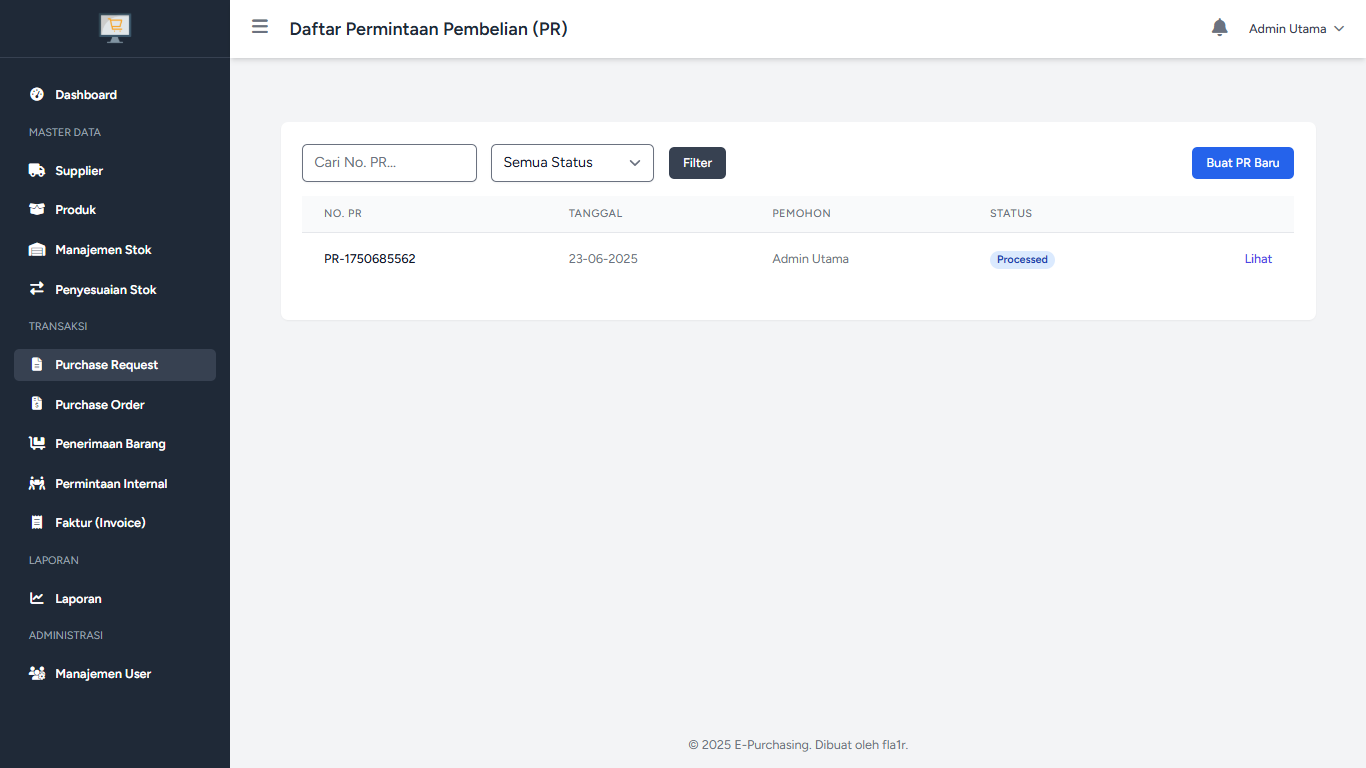 Daftar Permintaan Pembelian (PR)
Admin Utama
Dashboard
MASTER DATA
Supplier
Produk
Manajemen Stok
Penyesuaian Stok
TRANSAKSI
Purchase Request
Purchase Order
Penerimaan Barang
Permintaan Internal
Faktur (Invoice)
LAPORAN
Laporan
ADMINISTRASI
Manajemen User
Cari No. PR... Semua Status Filter Buat PR Baru
NO. PR TANGGAL PEMOHON STATUS
PR-1750685562 23-06-2025 Admin Utama Processed Lihat
© 2025 E-Purchasing. Dibuat oleh fla1r.